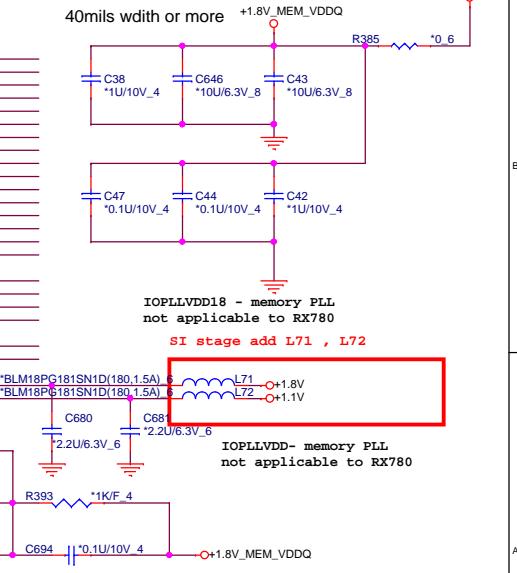 40mils wdith or more
+1.8V_MEM_VDDQ
R385
*0_6
C38
*1U/10V_4
C646
*10U/6.3V_8
C43
*10U/6.3V_8
B
C47
*0.1U/10V_4
C44
*0.1U/10V_4
C42
*1U/10V_4
IOPLLVDD18 - memory PLL
not applicable to RX780
SI stage add L71 , L72
*BLM18PG181SN1D(180,1.5A)_6
L71
+1.8V
*BLM18PG181SN1D(180,1.5A)_6
L72
+1.1V
C680
*2.2U/6.3V_6
C681
*2.2U/6.3V_6
IOPLLVDD- memory PLL
not applicable to RX780
R393
*1K/F_4
C694
*0.1U/10V_4
+1.8V_MEM_VDDQ
A